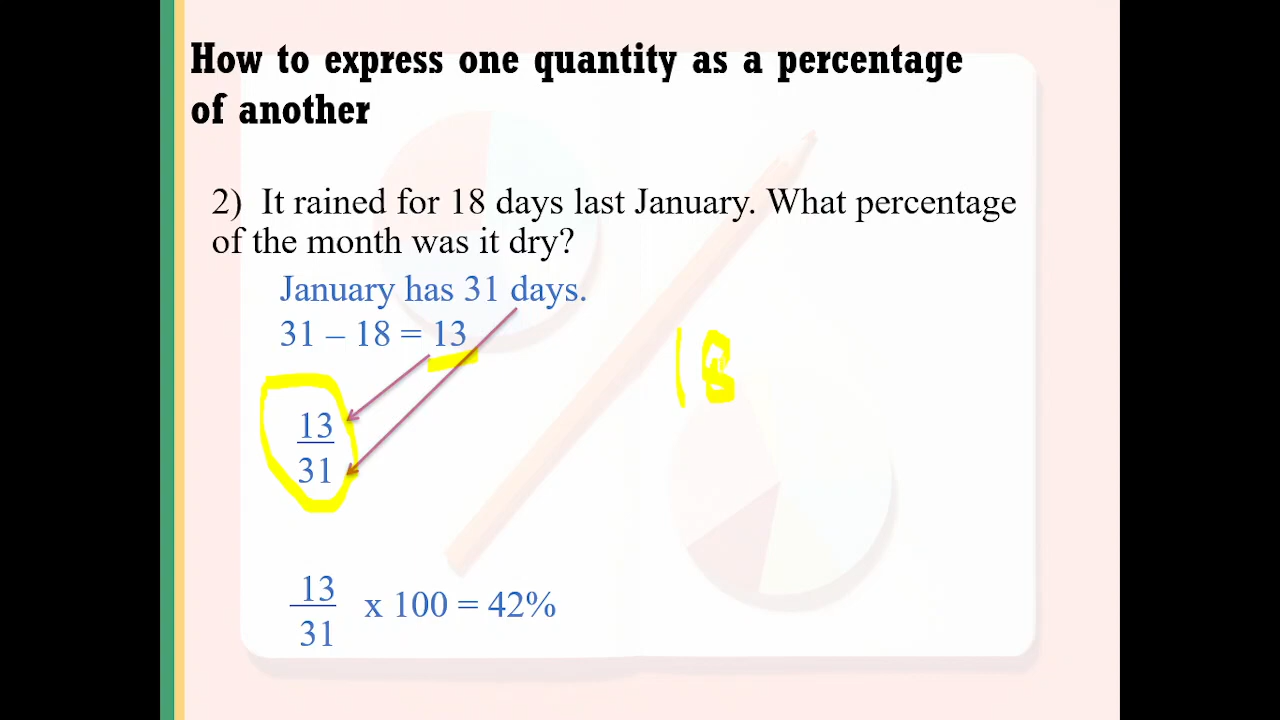 How to express one quantity as a percentage
of another
2) It rained for 18 days last January. What percentage
of the month was it dry?
January has 31 days.
31 – 18 = 13
18
13
31
13
x 100 = 42%
31